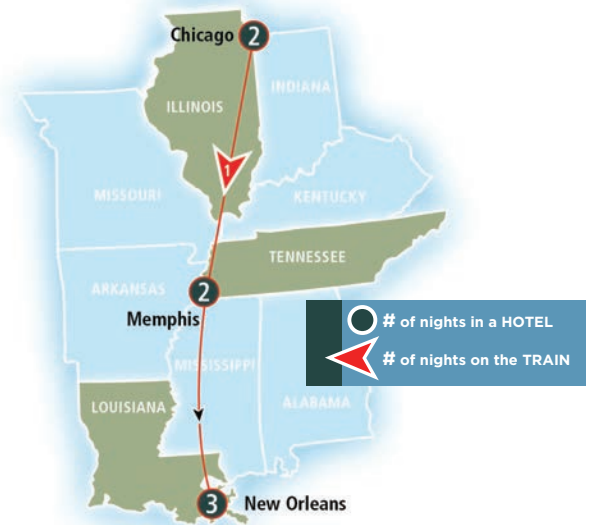 Chicago 2
INDIANA
ILLINOIS
1
MISSOURI
KENTUCKY
TENNESSEE
ARKANSAS
2
Memphis
# of nights in a HOTEL
# of nights on the TRAIN
MISSISSIPPI
ALABAMA
LOUISIANA
3 New Orleans